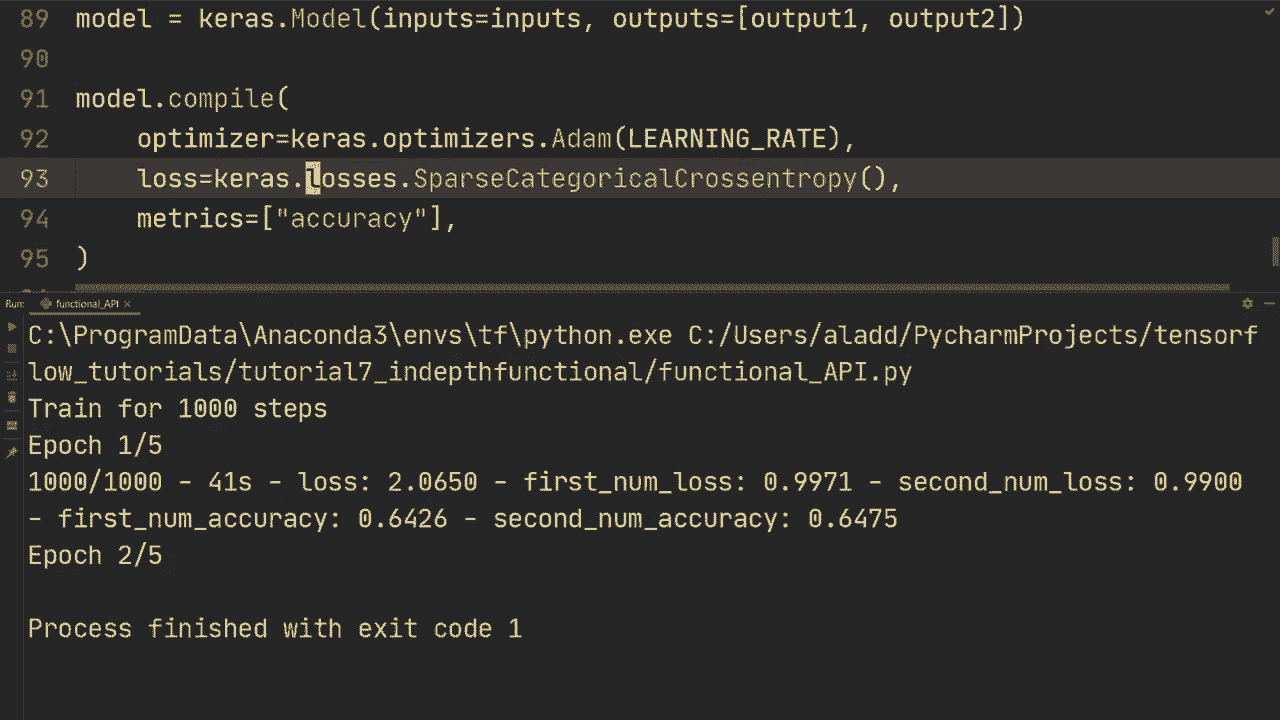 89 model = keras.Model(inputs=inputs, outputs=[output1, output2])
90
91 model.compile(
92 optimizer=keras.optimizers.Adam(LEARNING_RATE),
93 loss=keras.losses.SparseCategoricalCrossentropy(),
94 metrics=["accuracy"],
95 )
Run: functional_API ×
C:\ProgramData\Anaconda3\envs\tf\python.exe C:/Users/aladd/PycharmProjects/tensorf
low_tutorials/tutorial7_indepthfunctional/functional_API.py
Train for 1000 steps
Epoch 1/5
1000/1000 - 41s - loss: 2.0650 - first_num_loss: 0.9971 - second_num_loss: 0.9900
- first_num_accuracy: 0.6426 - second_num_accuracy: 0.6475
Epoch 2/5
Process finished with exit code 1